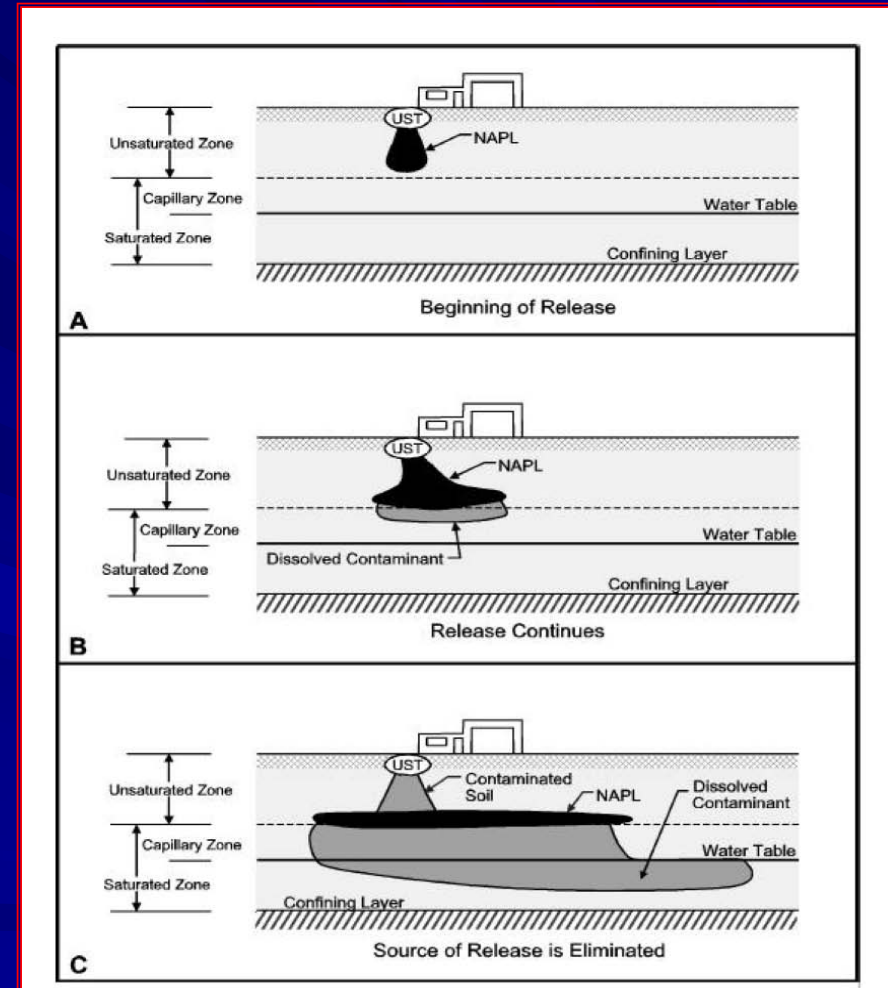 UST
NAPL
Unsaturated Zone
Capillary Zone
Water Table
Saturated Zone
Confining Layer
Beginning of Release
A
UST
NAPL
Unsaturated Zone
Capillary Zone
Water Table
Dissolved Contaminant
Saturated Zone
Confining Layer
Release Continues
B
UST
Contaminated
Soil
NAPL
Dissolved
Contaminant
Unsaturated Zone
Capillary Zone
Water Table
Saturated Zone
Confining Layer
Source of Release is Eliminated
C